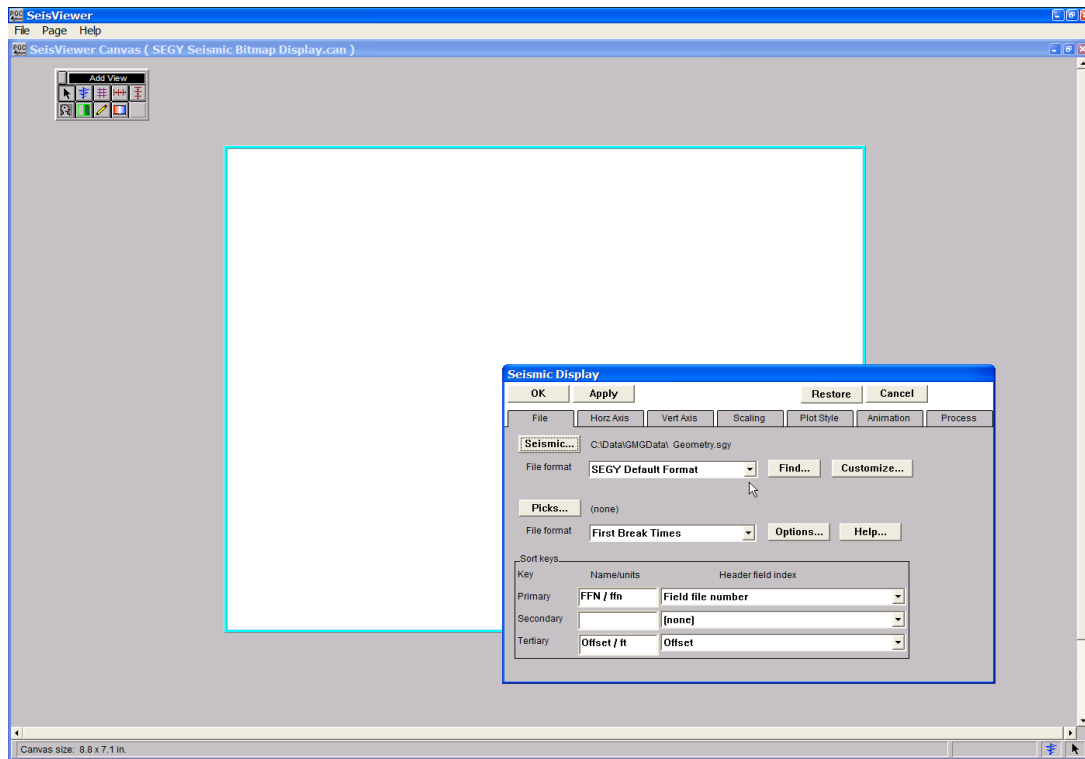 SeisViewer
File Page Help
SeisViewer Canvas ( SEGY Seismic Bitmap Display.can )
Add View
Seismic Display
OK Apply Restore Cancel
File Horz Axis Vert Axis Scaling Plot Style Animation Process
Seismic... C:\Data\GMGData\ Geometry.sgy
File format SEGY Default Format Find... Customize...
Picks... (none)
File format First Break Times Options... Help...
Sort keys
Key Name/units Header field index
Primary FFN / ffn Field file number
Secondary (none)
Tertiary Offset / ft Offset
Canvas size: 8.8 x 7.1 in.